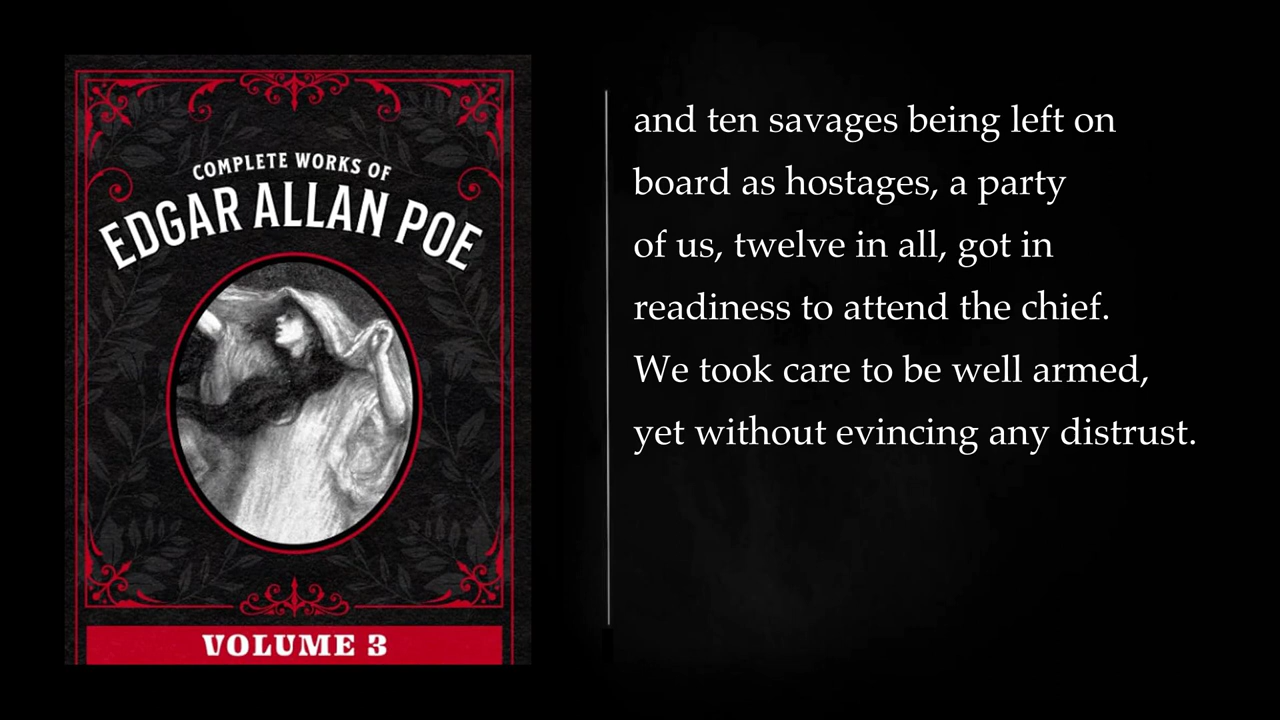 COMPLETE WORKS OF
EDGAR ALLAN POE
VOLUME 3
and ten savages being left on
board as hostages, a party
of us, twelve in all, got in
readiness to attend the chief.
We took care to be well armed,
yet without evincing any distrust.